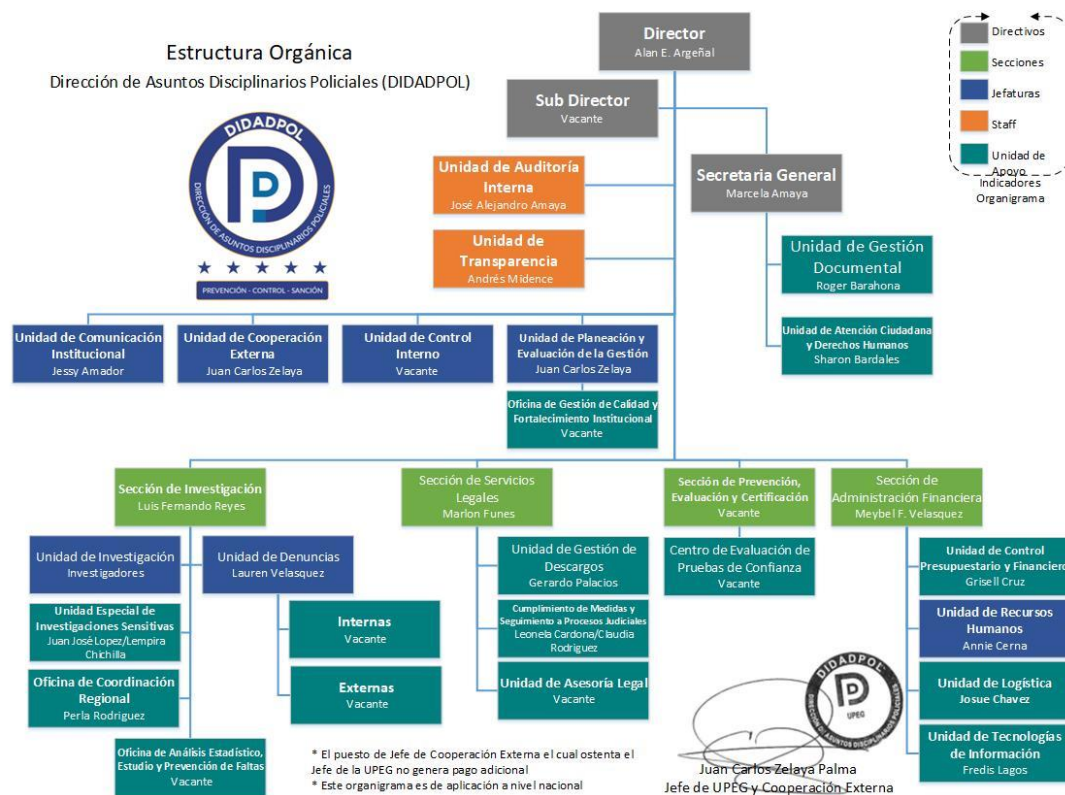 Estructura Orgánica
Dirección de Asuntos Disciplinarios Policiales (DIDADPOL)
DIDADPOL
DIRECCIÓN DE ASUNTOS DISCIPLINARIOS POLICIALES
PREVENCIÓN - CONTROL - SANCIÓN
Director
Alan E. Argeñal
Sub Director
Vacante
Directivos
Secciones
Jefaturas
Staff
Unidad de
Apoyo
Indicadores
Organigrama
Unidad de Auditoría
Interna
José Alejandro Amaya
Secretaria General
Marcela Amaya
Unidad de
Transparencia
Andrés Midence
Unidad de Gestión
Documental
Roger Barahona
Unidad de Atención Ciudadana
y Derechos Humanos
Sharon Bardales
Unidad de Comunicación
Institucional
Jessy Amador
Unidad de Cooperación
Externa
Juan Carlos Zelaya
Unidad de Control
Interno
Vacante
Unidad de Planeación y
Evaluación de la Gestión
Juan Carlos Zelaya
Oficina de Gestión de Calidad y
Fortalecimiento Institucional
Vacante
Sección de Investigación
Luis Fernando Reyes
Sección de Servicios
Legales
Marlon Funes
Sección de Prevención,
Evaluación y Certificación
Vacante
Sección de
Administración Financiera
Meybel F. Velasquez
Unidad de Investigación
Investigadores
Unidad de Denuncias
Lauren Velasquez
Unidad Especial de
Investigaciones Sensitivas
Juan José Lopez/Lempira
Chichilla
Internas
Vacante
Oficina de Coordinación
Regional
Perla Rodriguez
Externas
Vacante
Oficina de Análisis Estadístico,
Estudio y Prevención de Faltas
Vacante
Unidad de Gestión de
Descargos
Gerardo Palacios
Cumplimiento de Medidas y
Seguimiento a Procesos Judiciales
Leonela Cardona/Claudia
Rodriguez
Unidad de Asesoría Legal
Vacante
Centro de Evaluación de
Pruebas de Confianza
Vacante
Unidad de Control
Presupuestario y Financiero
Grisell Cruz
Unidad de Recursos
Humanos
Annie Cerna
Unidad de Logística
Josue Chavez
Unidad de Tecnologías
de Información
Fredis Lagos
* El puesto de Jefe de Cooperación Externa el cual ostenta el
Jefe de la UPEG no genera pago adicional
* Este organigrama es de aplicación a nivel nacional
DIDADPOL
DIRECCIÓN DE ASUNTOS DISCIPLINARIOS POLICIALES
UPEG
Juan Carlos Zelaya Palma
Jefe de UPEG y Cooperación Externa